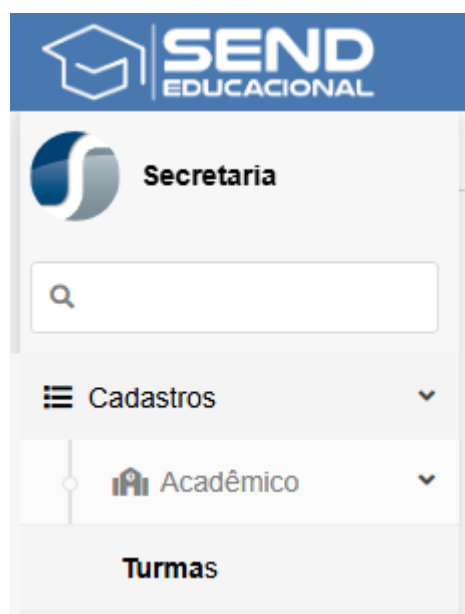 SEND
EDUCACIONAL
Secretaria
Cadastros
Acadêmico
Turmas